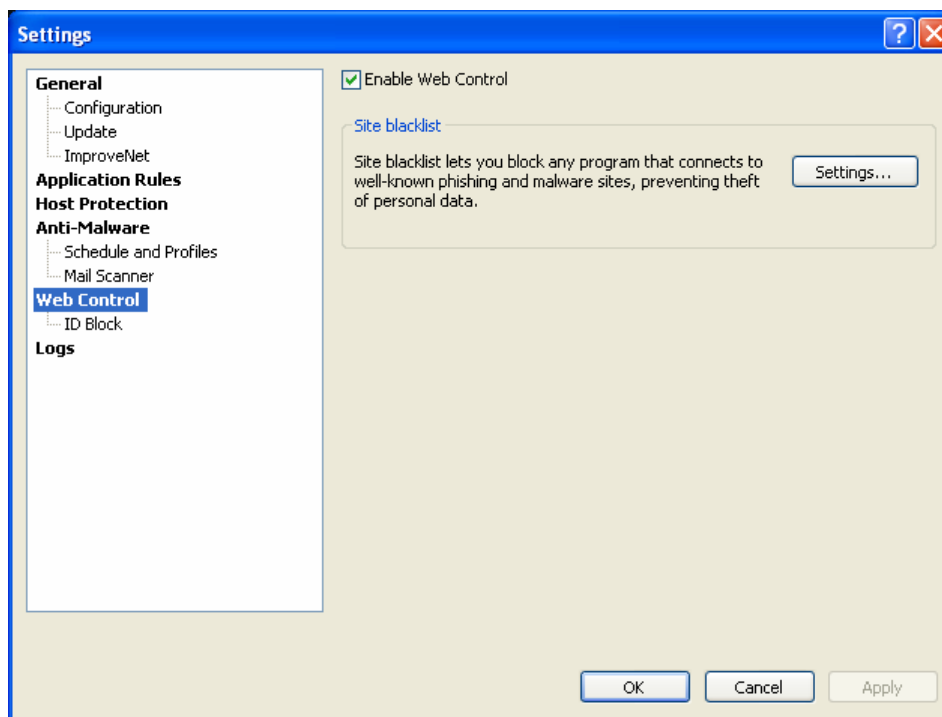 Settings
?
General
Configuration
Update
ImproveNet
Application Rules
Host Protection
Anti-Malware
Schedule and Profiles
Mail Scanner
Web Control
ID Block
Logs
Enable Web Control
Site blacklist
Site blacklist lets you block any program that connects to
well-known phishing and malware sites, preventing theft
of personal data.
Settings...
OK
Cancel
Apply